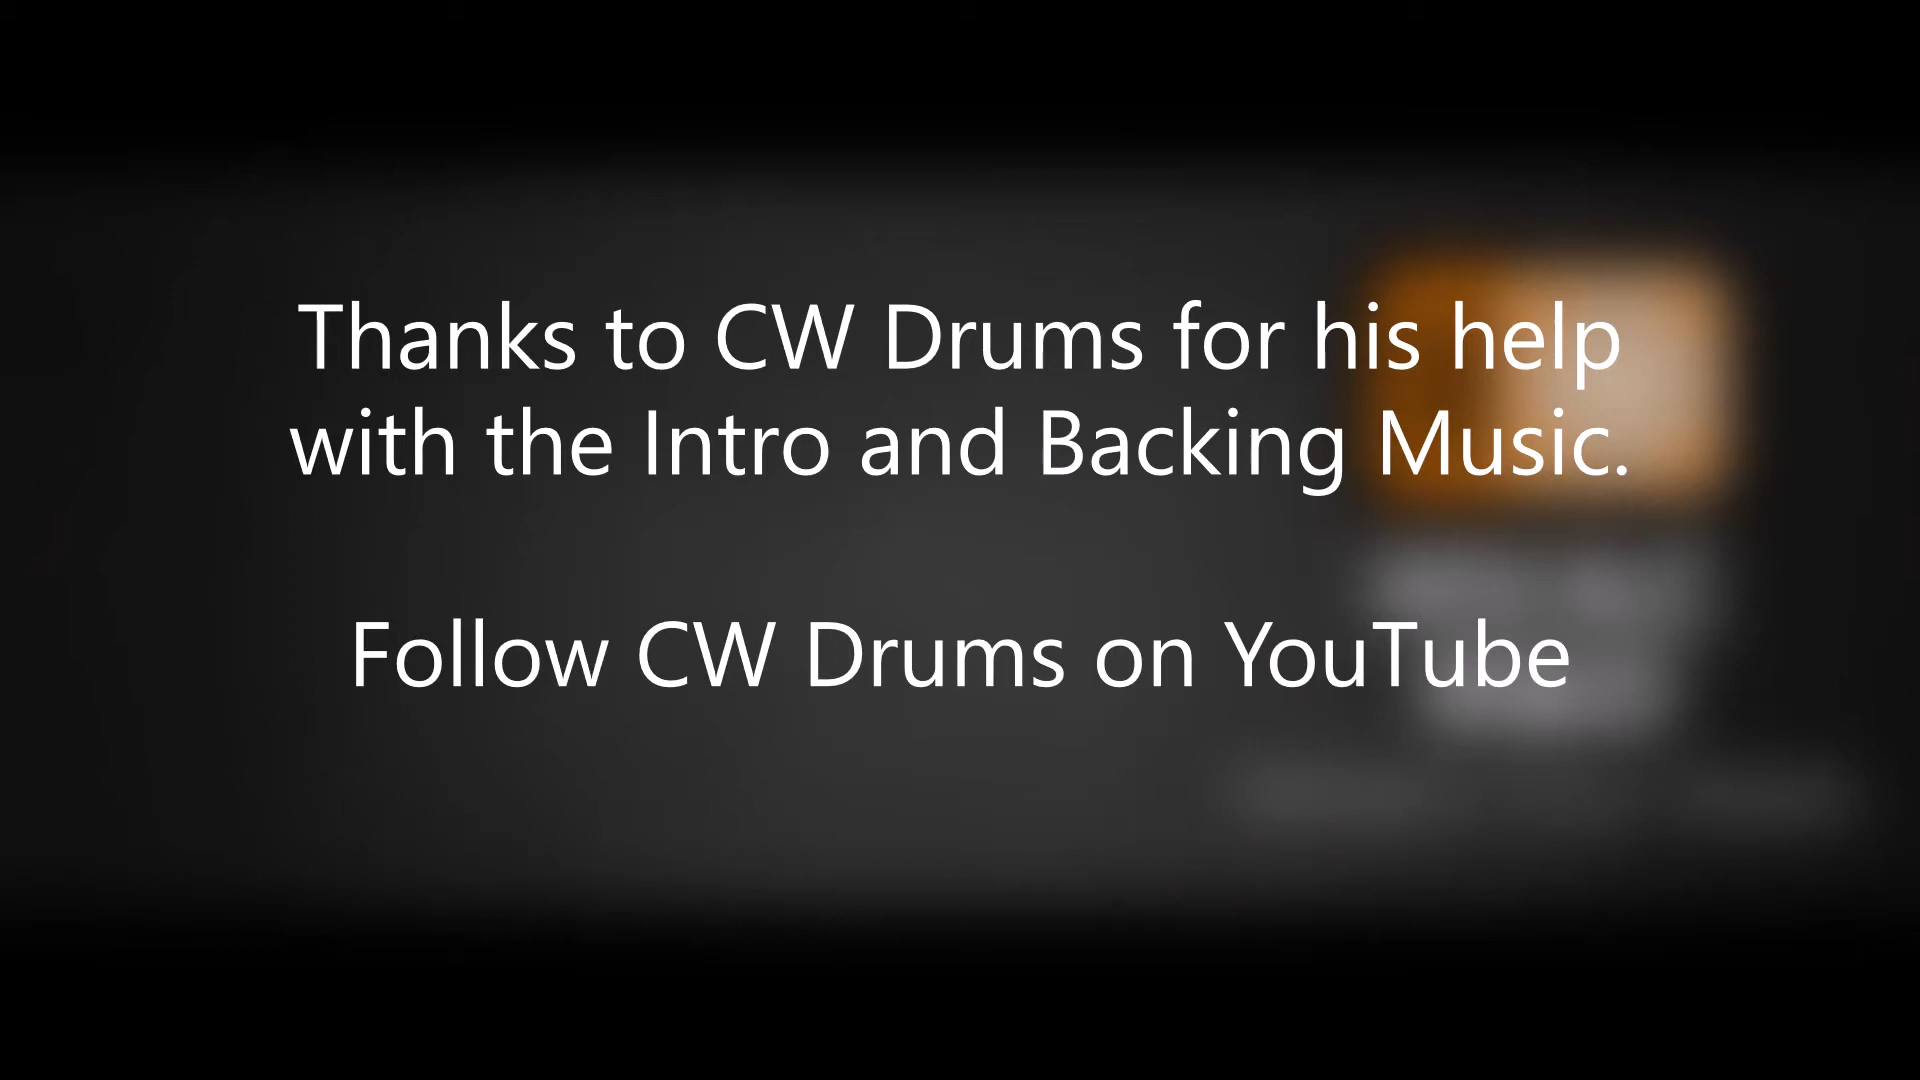 Thanks to CW Drums for his help
with the Intro and Backing Music.
Follow CW Drums on YouTube